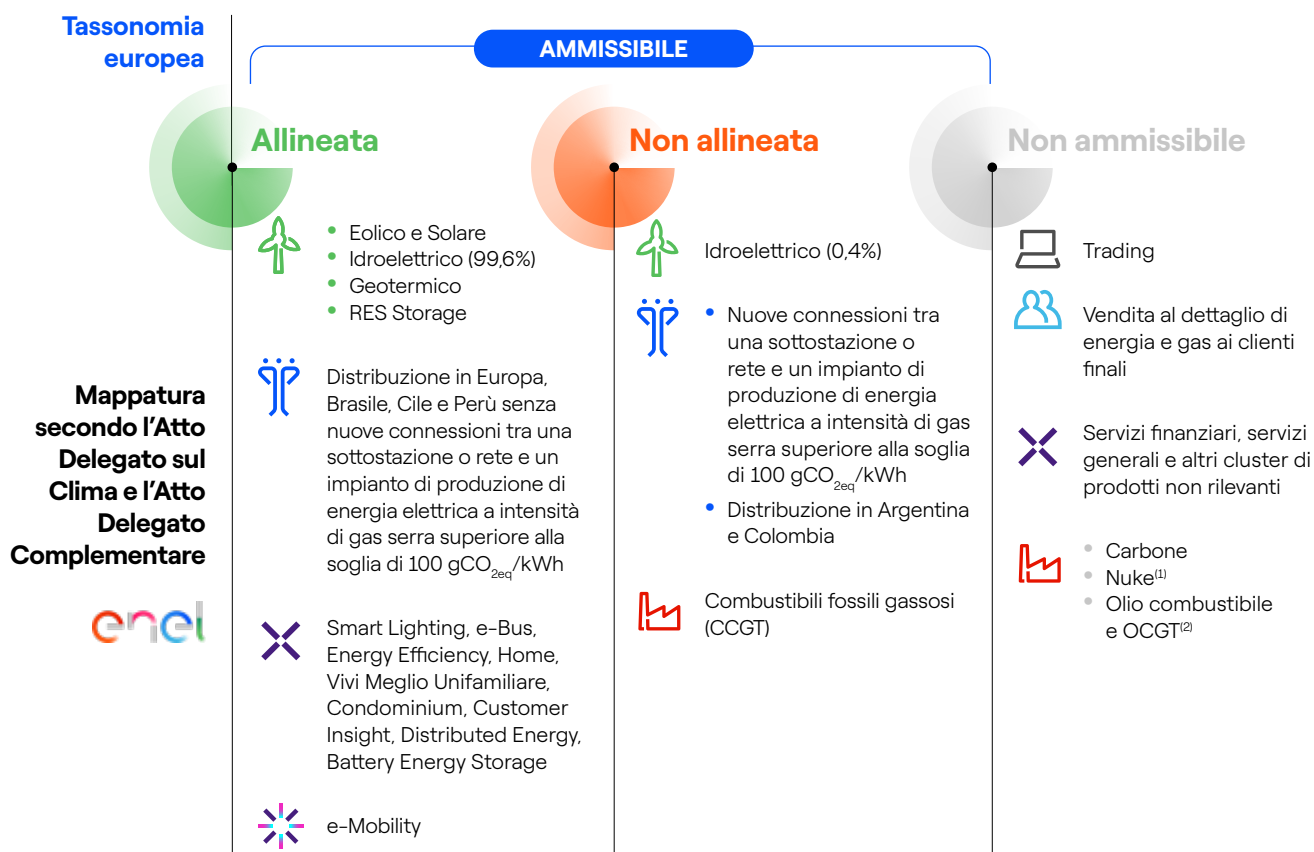 Tassonomia
europea
AMMISSIBILE
Allineata
Non allineata
Non ammissibile
Mappatura
secondo l'Atto
Delegato sul
Clima e l'Atto
Delegato
Complementare
enel
• Eolico e Solare
• Idroelettrico (99,6%)
• Geotermico
• RES Storage
Distribuzione in Europa,
Brasile, Cile e Perù senza
nuove connessioni tra una
sottostazione o rete e un
impianto di produzione di
energia elettrica a intensità
di gas serra superiore alla
soglia di 100 gCO2eq/kWh
Smart Lighting, e-Bus,
Energy Efficiency, Home,
Vivi Meglio Unifamiliare,
Condominium, Customer
Insight, Distributed Energy,
Battery Energy Storage
e-Mobility
Idroelettrico (0,4%)
• Nuove connessioni tra
una sottostazione o
rete e un impianto di
produzione di energia
elettrica a intensità di gas
serra superiore alla soglia
di 100 gCO2eq/kWh
• Distribuzione in Argentina
e Colombia
Combustibili fossili gassosi
(CCGT)
Trading
Vendita al dettaglio di
energia e gas ai clienti
finali
Servizi finanziari, servizi
generali e altri cluster di
prodotti non rilevanti
• Carbone
• Nuke(1)
• Olio combustibile
e OCGT(2)